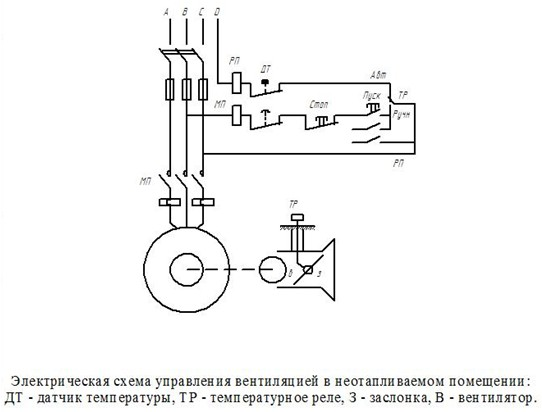 A B C D
РП ДТ Авт
МП Стоп Пуск ТР
Ручн
РП
МП
ТР
в з
Электрическая схема управления вентиляцией в неотапливаемом помещении:
ДТ - датчик температуры, ТР - температурное реле, З - заслонка, В - вентилятор.